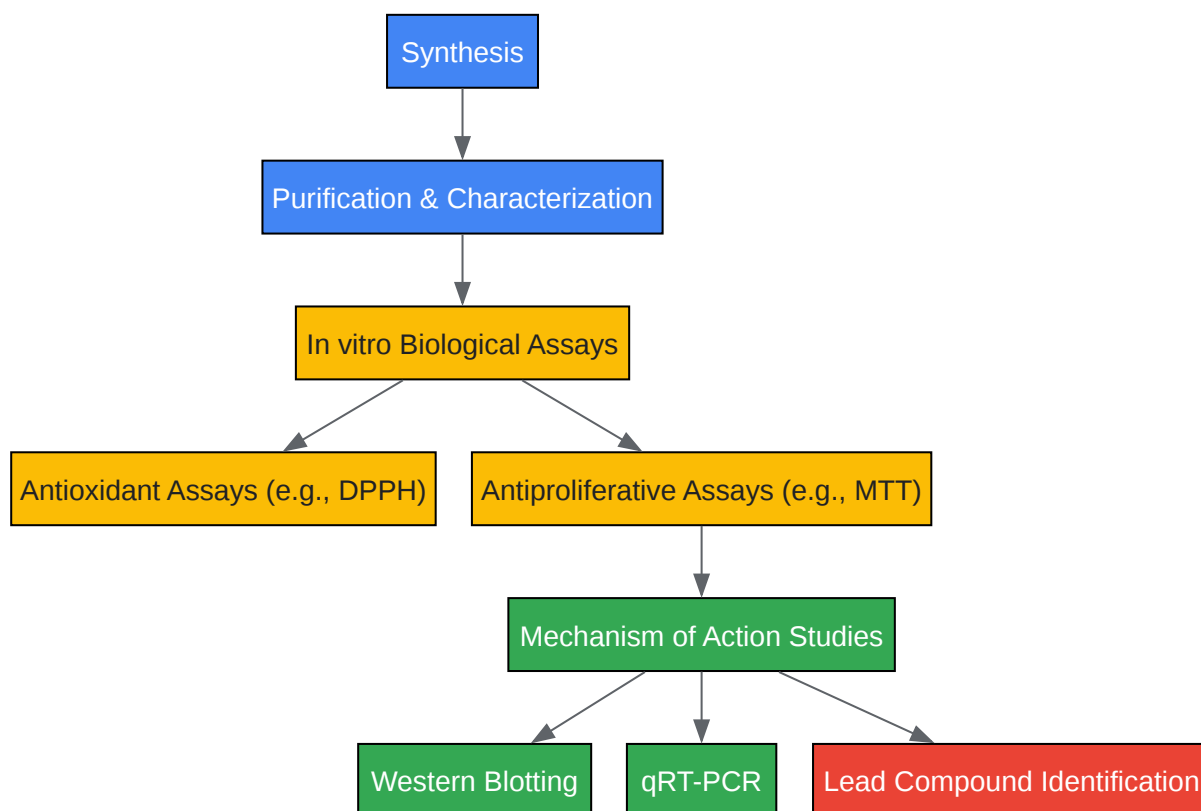 Synthesis
Purification & Characterization
In vitro Biological Assays
Antioxidant Assays (e.g., DPPH)
Antiproliferative Assays (e.g., MTT)
Mechanism of Action Studies
Western Blotting
qRT-PCR
Lead Compound Identification